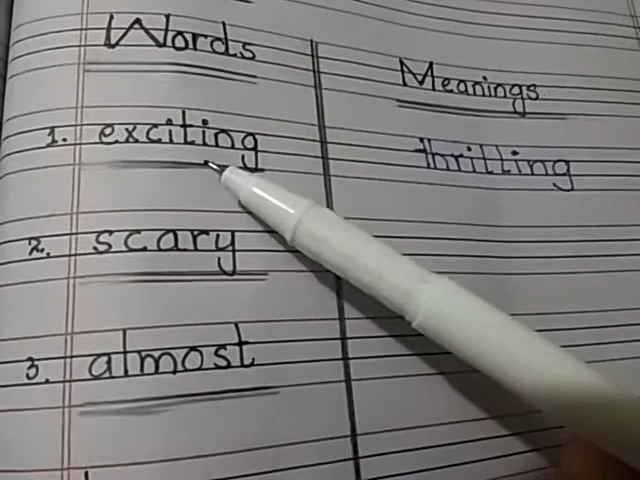 Words
Meanings
1. exciting
thrilling
2. scary
3. almost